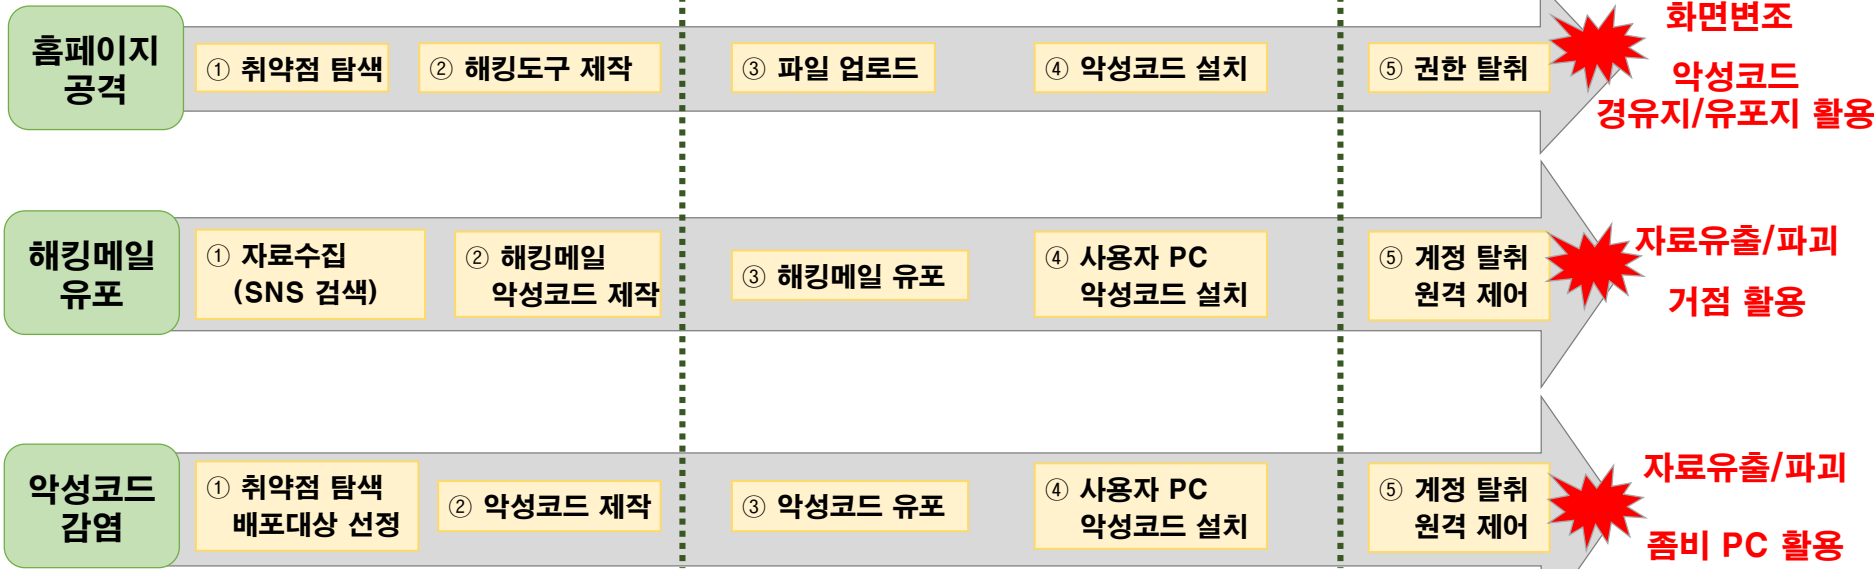 홈페이지
공격
① 취약점 탐색
② 해킹도구 제작
③ 파일 업로드
④ 악성코드 설치
⑤ 권한 탈취
화면변조
악성코드
경유지/유포지 활용
해킹메일
유포
① 자료수집
(SNS 검색)
② 해킹메일
악성코드 제작
③ 해킹메일 유포
④ 사용자 PC
악성코드 설치
⑤ 계정 탈취
원격 제어
자료유출/파괴
거점 활용
악성코드
감염
① 취약점 탐색
배포대상 선정
② 악성코드 제작
③ 악성코드 유포
④ 사용자 PC
악성코드 설치
⑤ 계정 탈취
원격 제어
자료유출/파괴
좀비 PC 활용